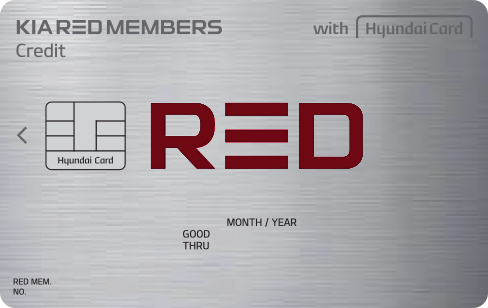 KIA RED MEMBERS
Credit
with Hyundai Card
Hyundai Card
RED
MONTH / YEAR
GOOD
THRU
RED MEM.
NO.